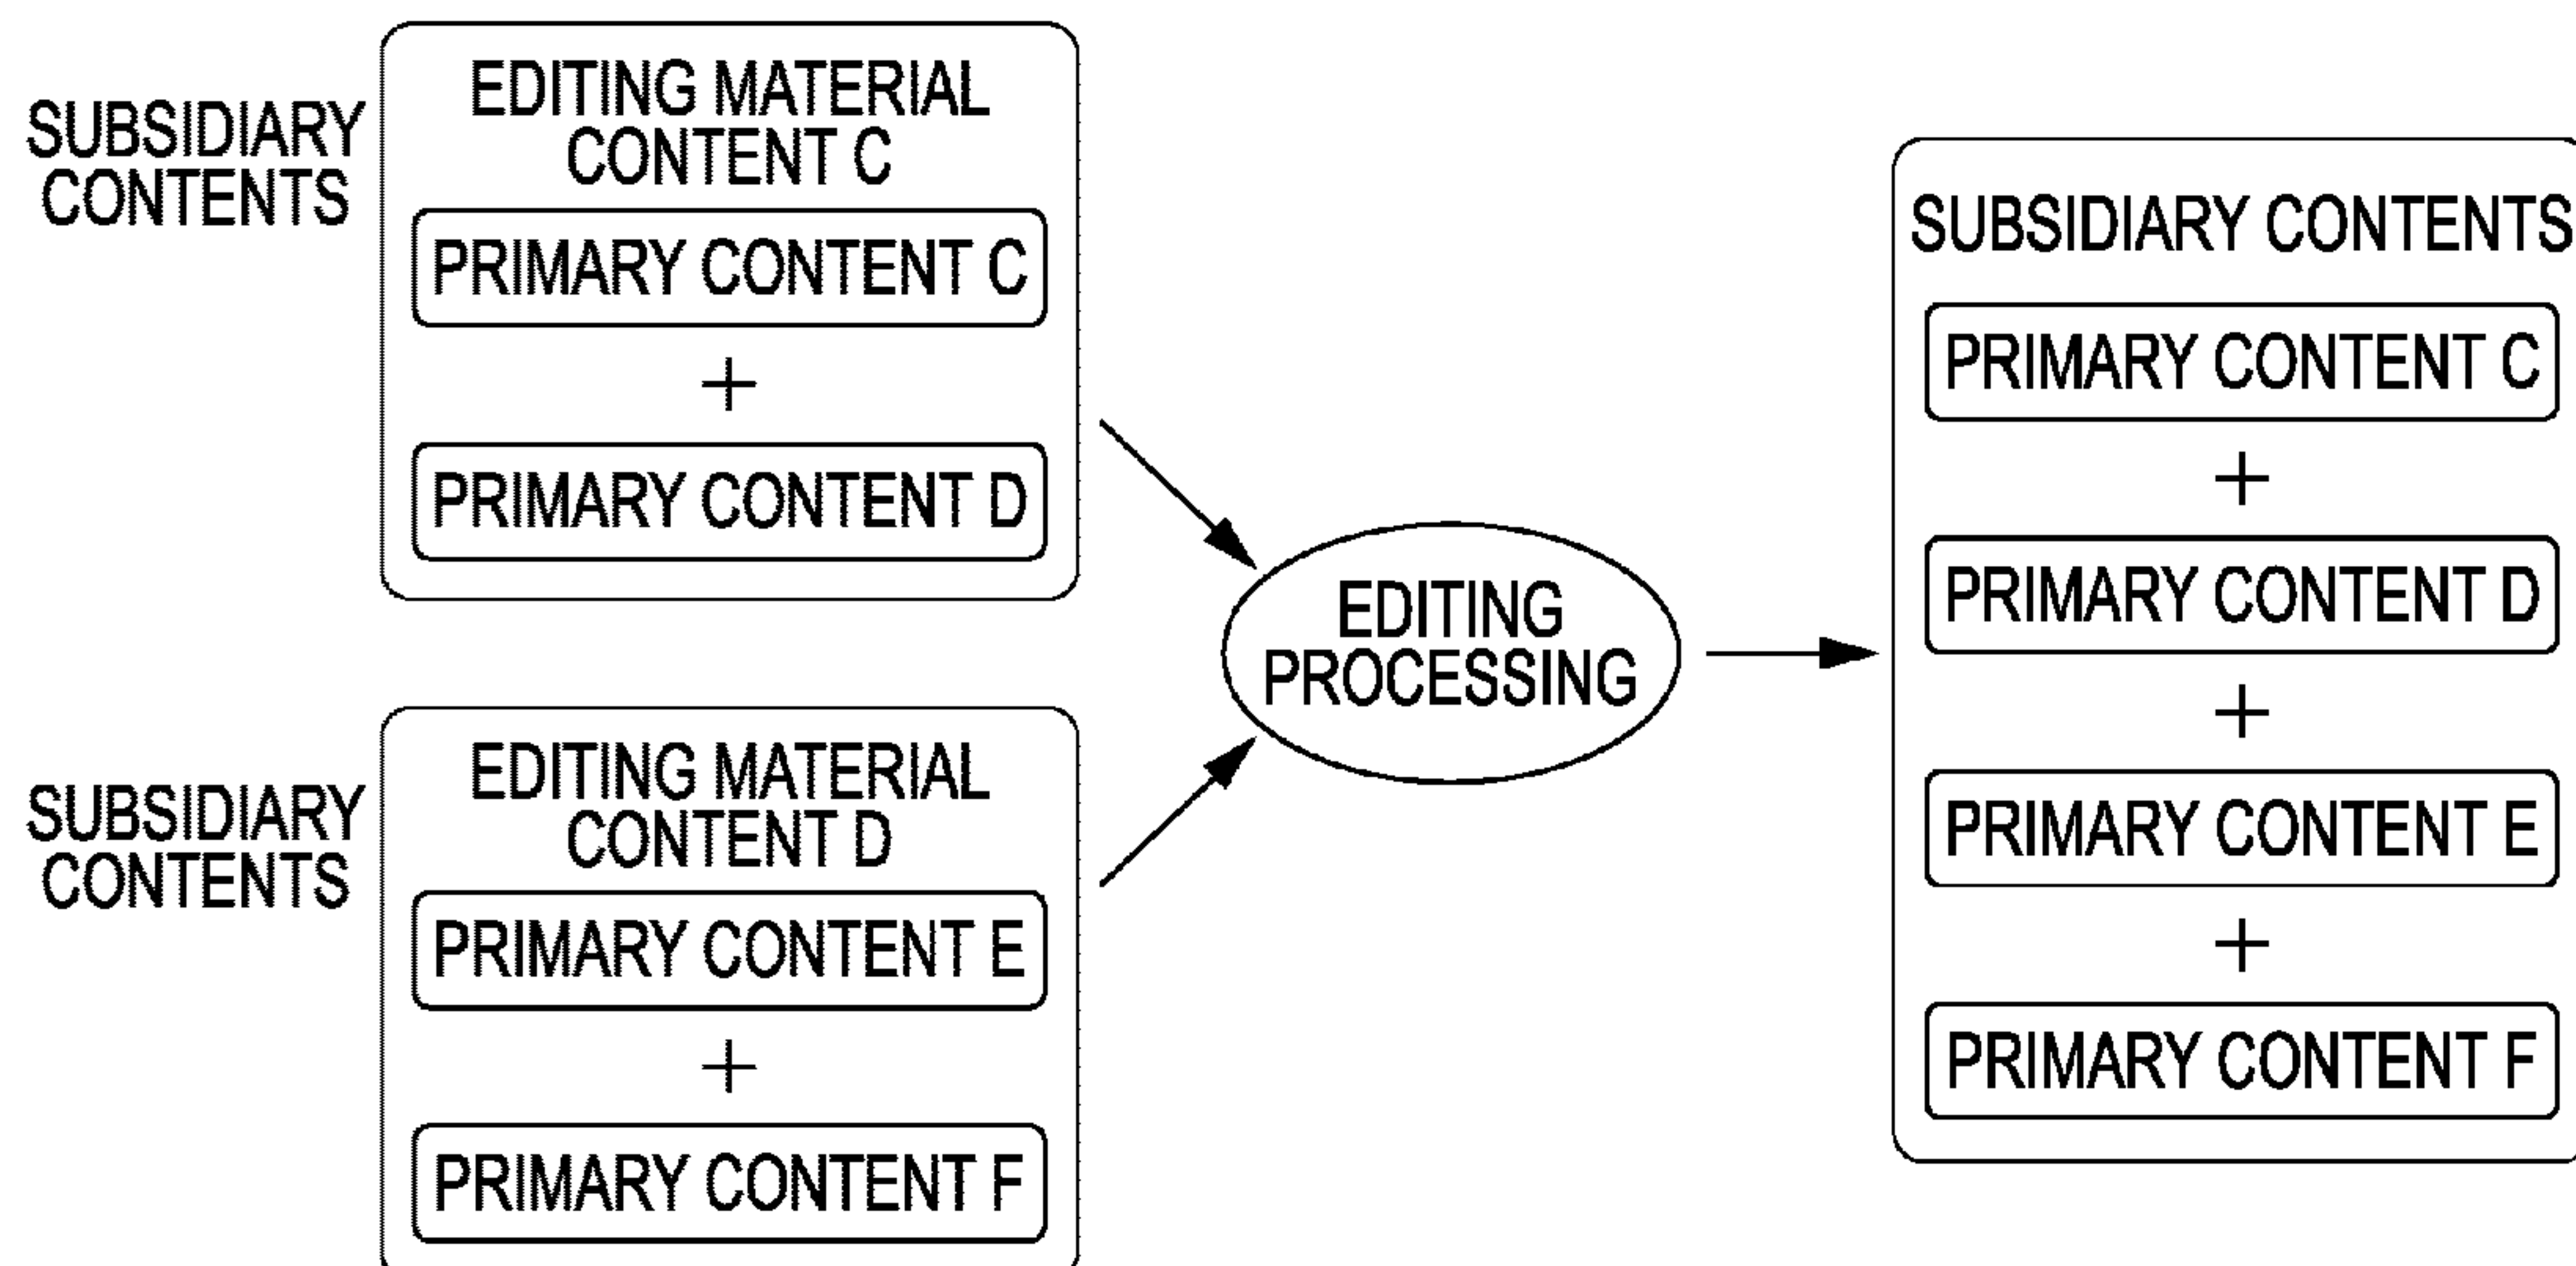 SUBSIDIARY
CONTENTS
EDITING MATERIAL
CONTENT C
PRIMARY CONTENT C
+
PRIMARY CONTENT D
SUBSIDIARY
CONTENTS
EDITING MATERIAL
CONTENT D
PRIMARY CONTENT E
+
PRIMARY CONTENT F
EDITING
PROCESSING
SUBSIDIARY CONTENTS
PRIMARY CONTENT C
+
PRIMARY CONTENT D
+
PRIMARY CONTENT E
+
PRIMARY CONTENT F